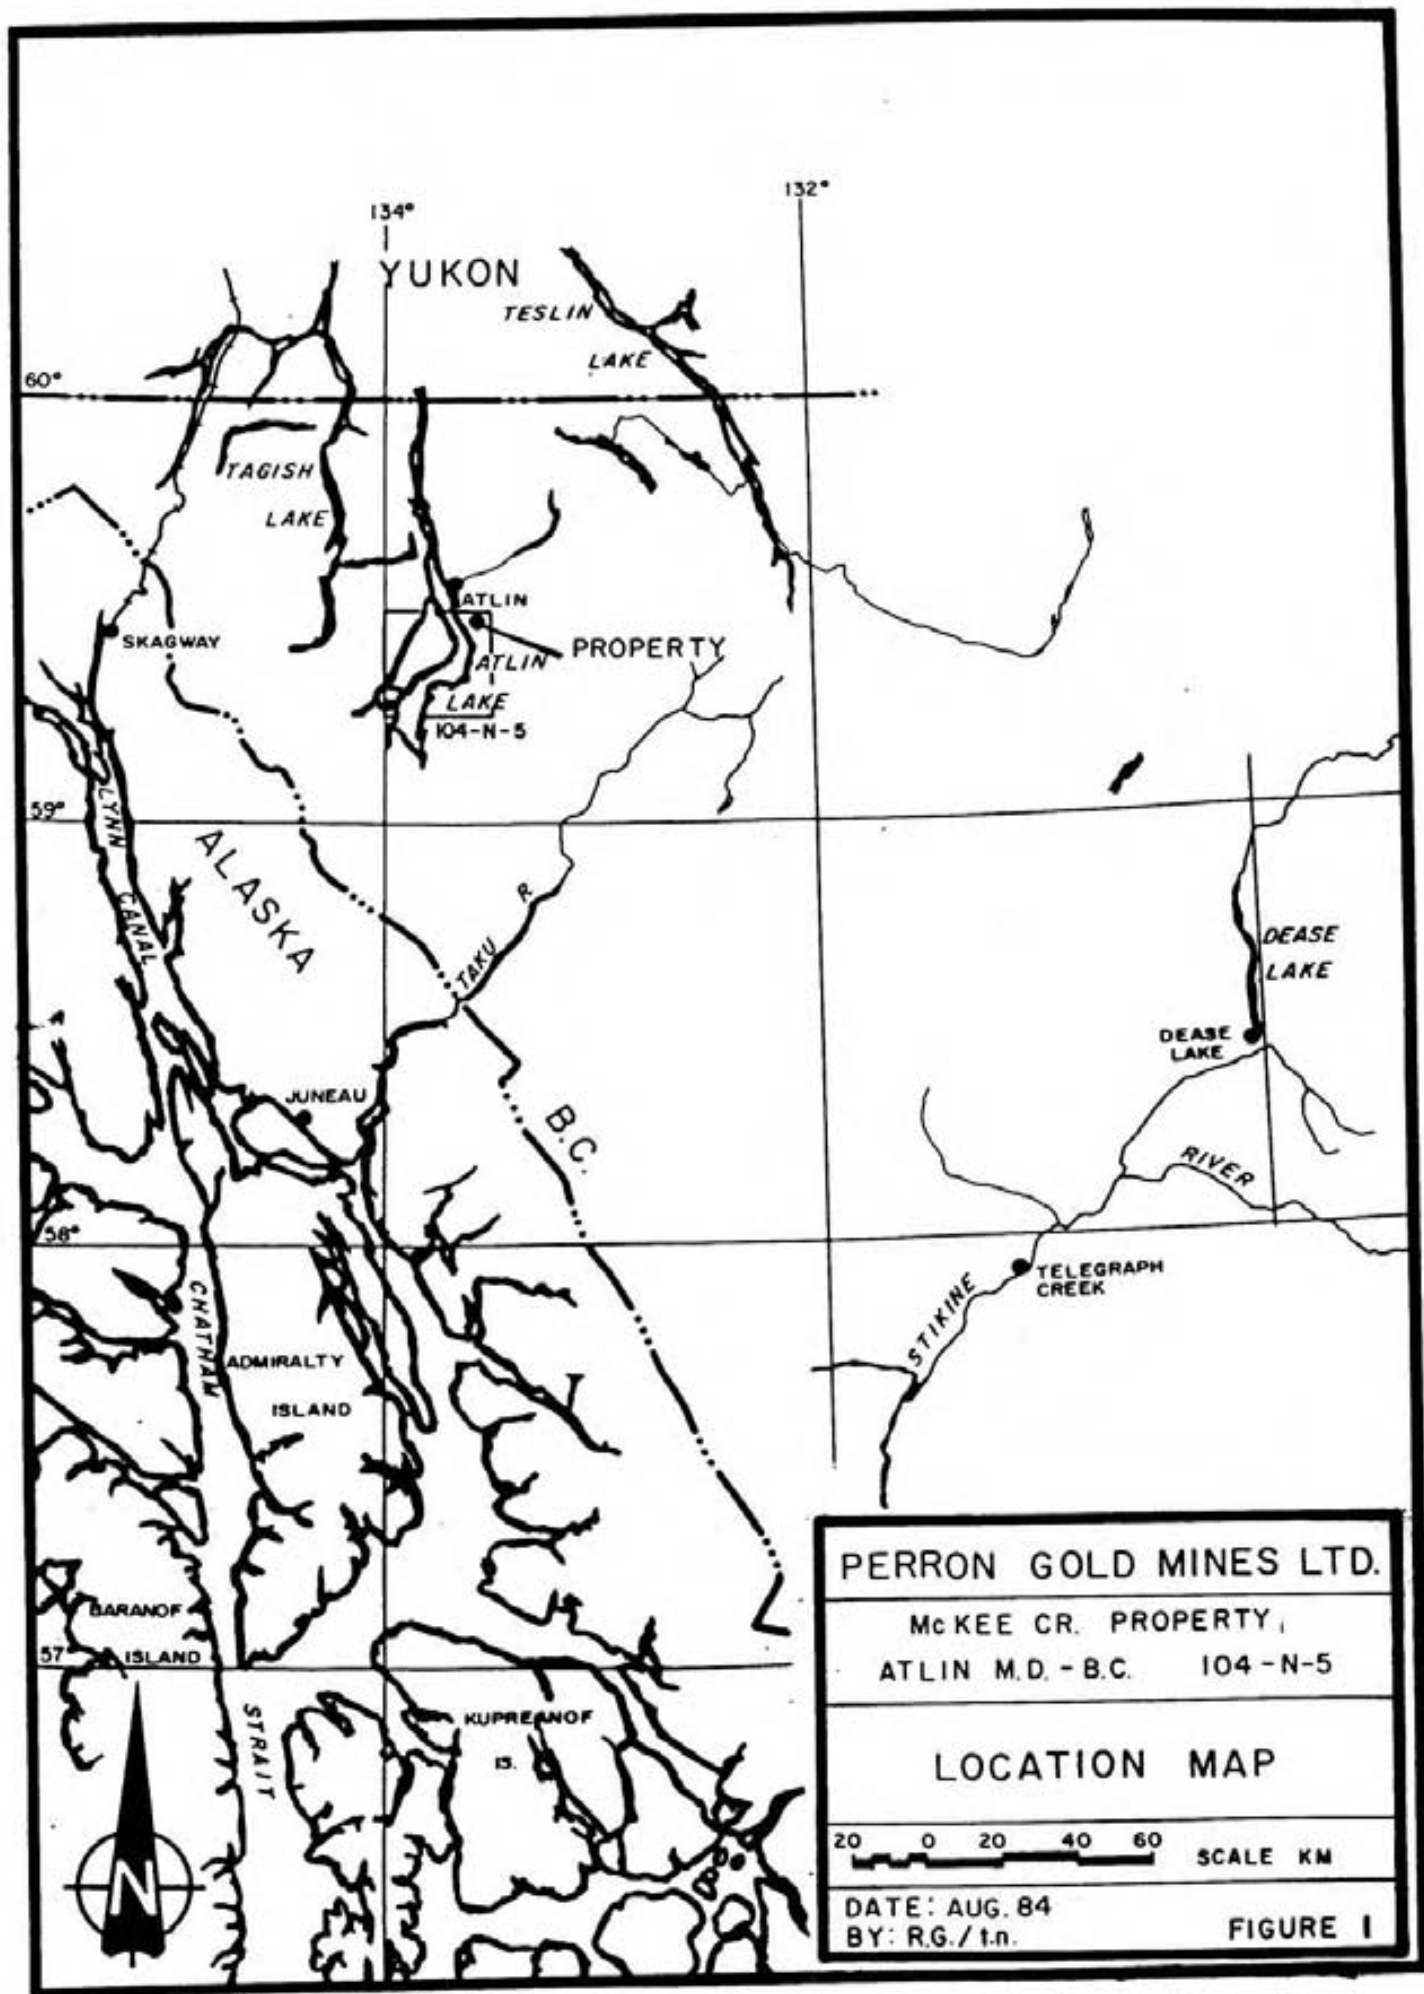 132°
134°
YUKON
TESLIN
LAKE
60°
TAGISH
LAKE
ATLIN
SKAGWAY
PROPERTY
ATLIN
LAKE
104-N-5
59°
LYNN
CANAL
ALASKA
TAKU R
DEASE
LAKE
DEASE
LAKE
JUNEAU
B.C.
RIVER
58°
TELEGRAPH
CREEK
STIKINE
CHATHAM
ADMIRALTY
ISLAND
BARANOF
ISLAND
57°
STRAIT
KUPREANOF
IS.
N
PERRON GOLD MINES LTD.
McKEE CR. PROPERTY
ATLIN M.D. - B.C. 104-N-5
LOCATION MAP
20 0 20 40 60
SCALE KM
DATE: AUG. 84
BY: R.G./t.n.
FIGURE 1